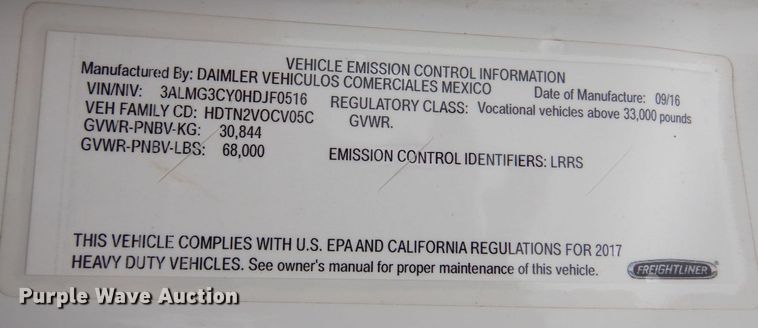 VEHICLE EMISSION CONTROL INFORMATION
Manufactured By: DAIMLER VEHICULOS COMERCIALES MEXICO Date of Manufacture: 09/16
VIN/NIV: 3ALMG3CY0HDJF0516 REGULATORY CLASS: Vocational vehicles above 33,000 pounds
VEH FAMILY CD: HDTN2VOCV05C GVWR.
GVWR-PNBV-KG: 30,844
GVWR-PNBV-LBS: 68,000 EMISSION CONTROL IDENTIFIERS: LRRS
THIS VEHICLE COMPLIES WITH U.S. EPA AND CALIFORNIA REGULATIONS FOR 2017
HEAVY DUTY VEHICLES. See owner's manual for proper maintenance of this vehicle.
FREIGHTLINER
Purple Wave Auction